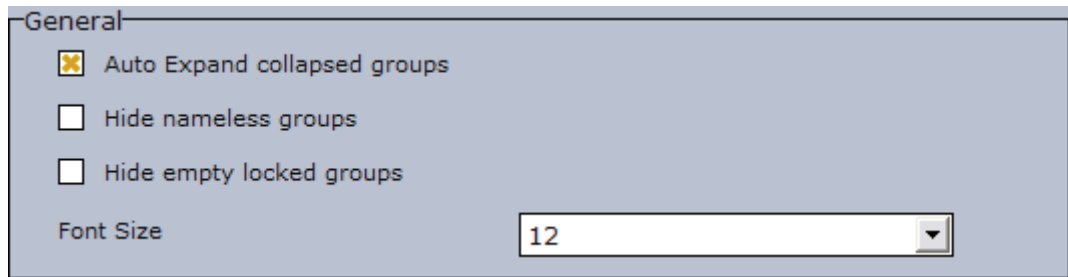 General
Auto Expand collapsed groups
Hide nameless groups
Hide empty locked groups
Font Size 12